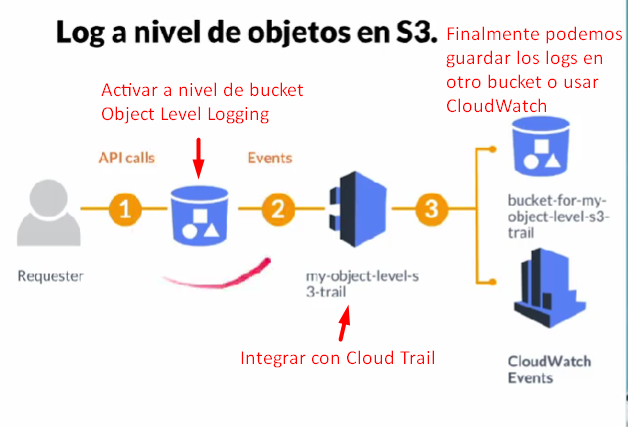 Log a nivel de objetos en S3.
Finalmente podemos
guardar los logs en
otro bucket o usar
CloudWatch
Activar a nivel de bucket
Object Level Logging
API calls
Events
1
2
3
Requester
my-object-level-s
3-trail
bucket-for-my-
object-level-s3-
trail
Integrar con Cloud Trail
CloudWatch
Events